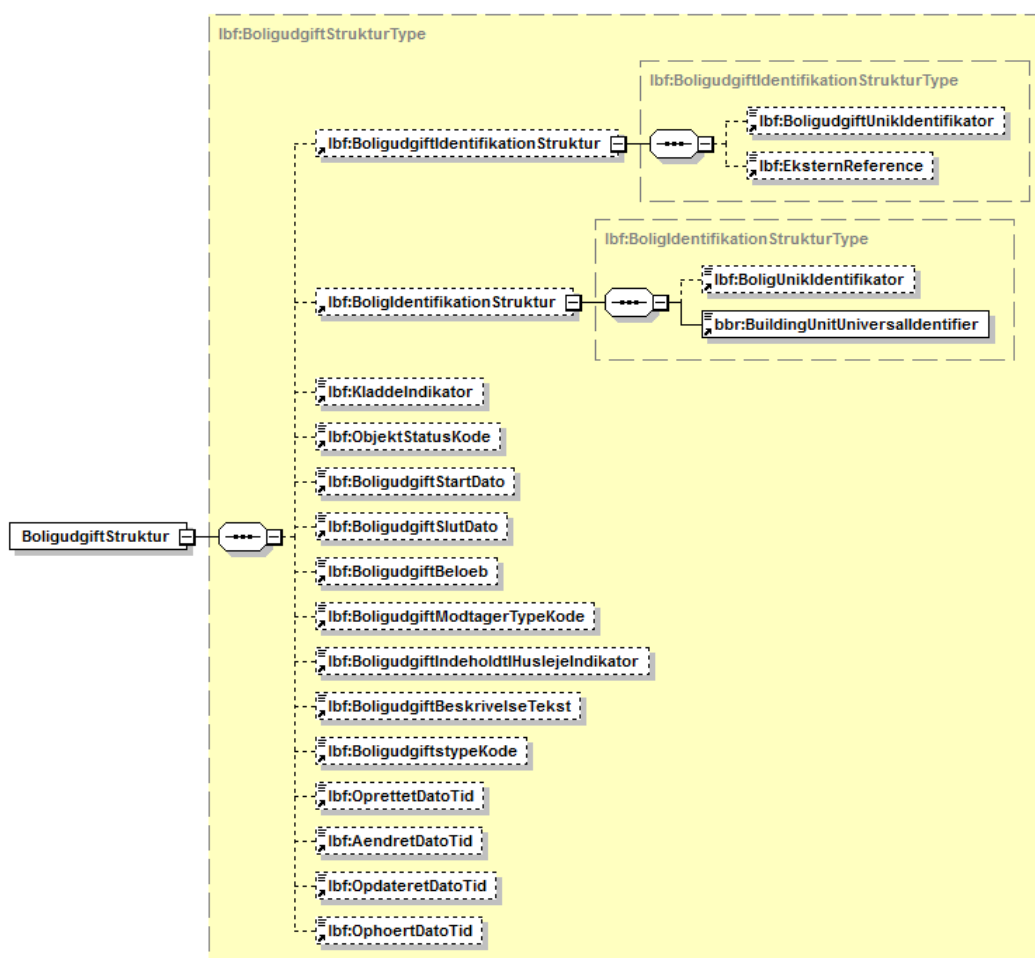 lbf:BoligudgiftStrukturType
lbf:BoligudgiftIdentifikationStrukturType
lbf:BoligudgiftUnikIdentifikator
lbf:BoligudgiftIdentifikationStruktur
lbf:EksternReference
lbf:BoligIdentifikationStrukturType
lbf:BoligUnikIdentifikator
lbf:BoligIdentifikationStruktur
bbr:BuildingUnitUniversalIdentifier
lbf:KladdeIndikator
lbf:ObjektStatusKode
lbf:BoligudgiftStartDato
lbf:BoligudgiftSlutDato
BoligudgiftStruktur
lbf:BoligudgiftBeloeb
lbf:BoligudgiftModtagerTypeKode
lbf:BoligudgiftIndeholdtIHuslejeIndikator
lbf:BoligudgiftBeskrivelseTekst
lbf:BoligudgiftstypeKode
lbf:OprettetDatoTid
lbf:AendretDatoTid
lbf:OpdateretDatoTid
lbf:OphoertDatoTid